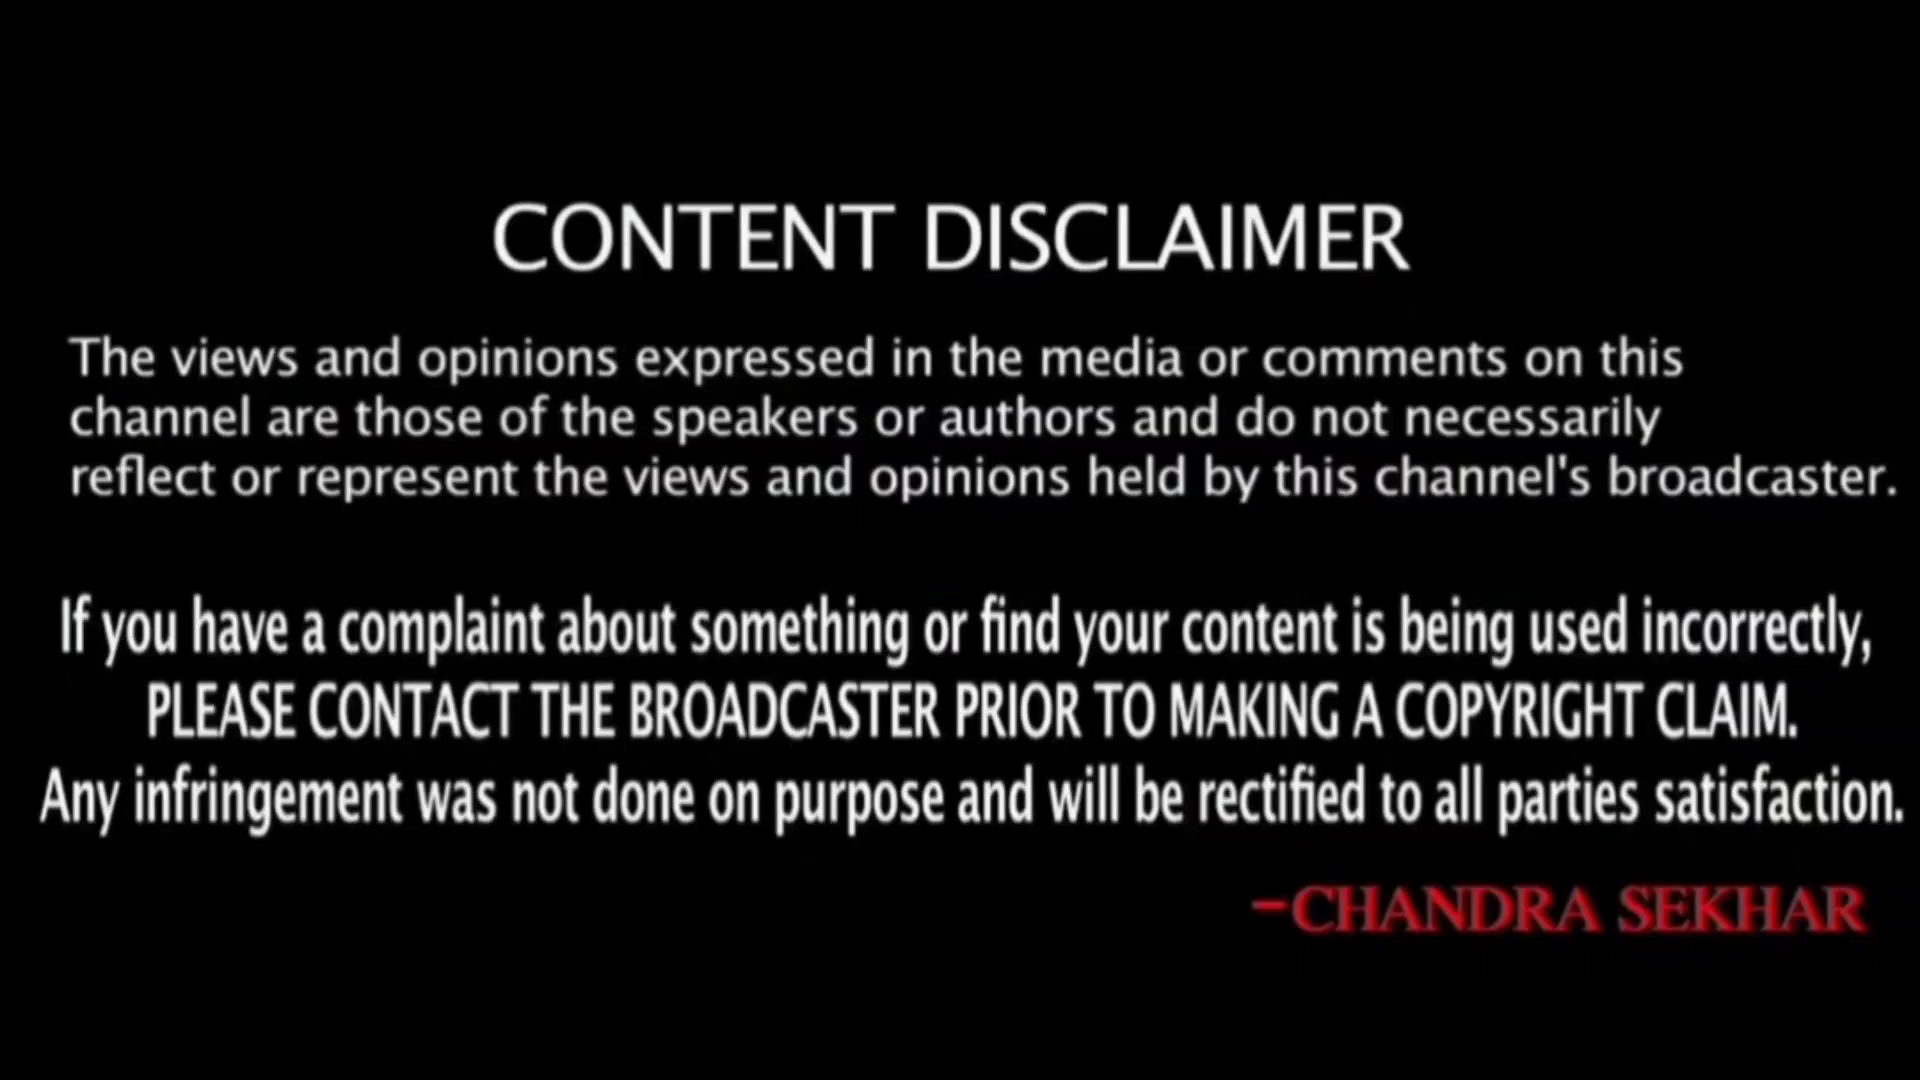 CONTENT DISCLAIMER
The views and opinions expressed in the media or comments on this
channel are those of the speakers or authors and do not necessarily
reflect or represent the views and opinions held by this channel's broadcaster.
If you have a complaint about something or find your content is being used incorrectly,
PLEASE CONTACT THE BROADCASTER PRIOR TO MAKING A COPYRIGHT CLAIM.
Any infringement was not done on purpose and will be rectified to all parties satisfaction.
-CHANDRA SEKHAR